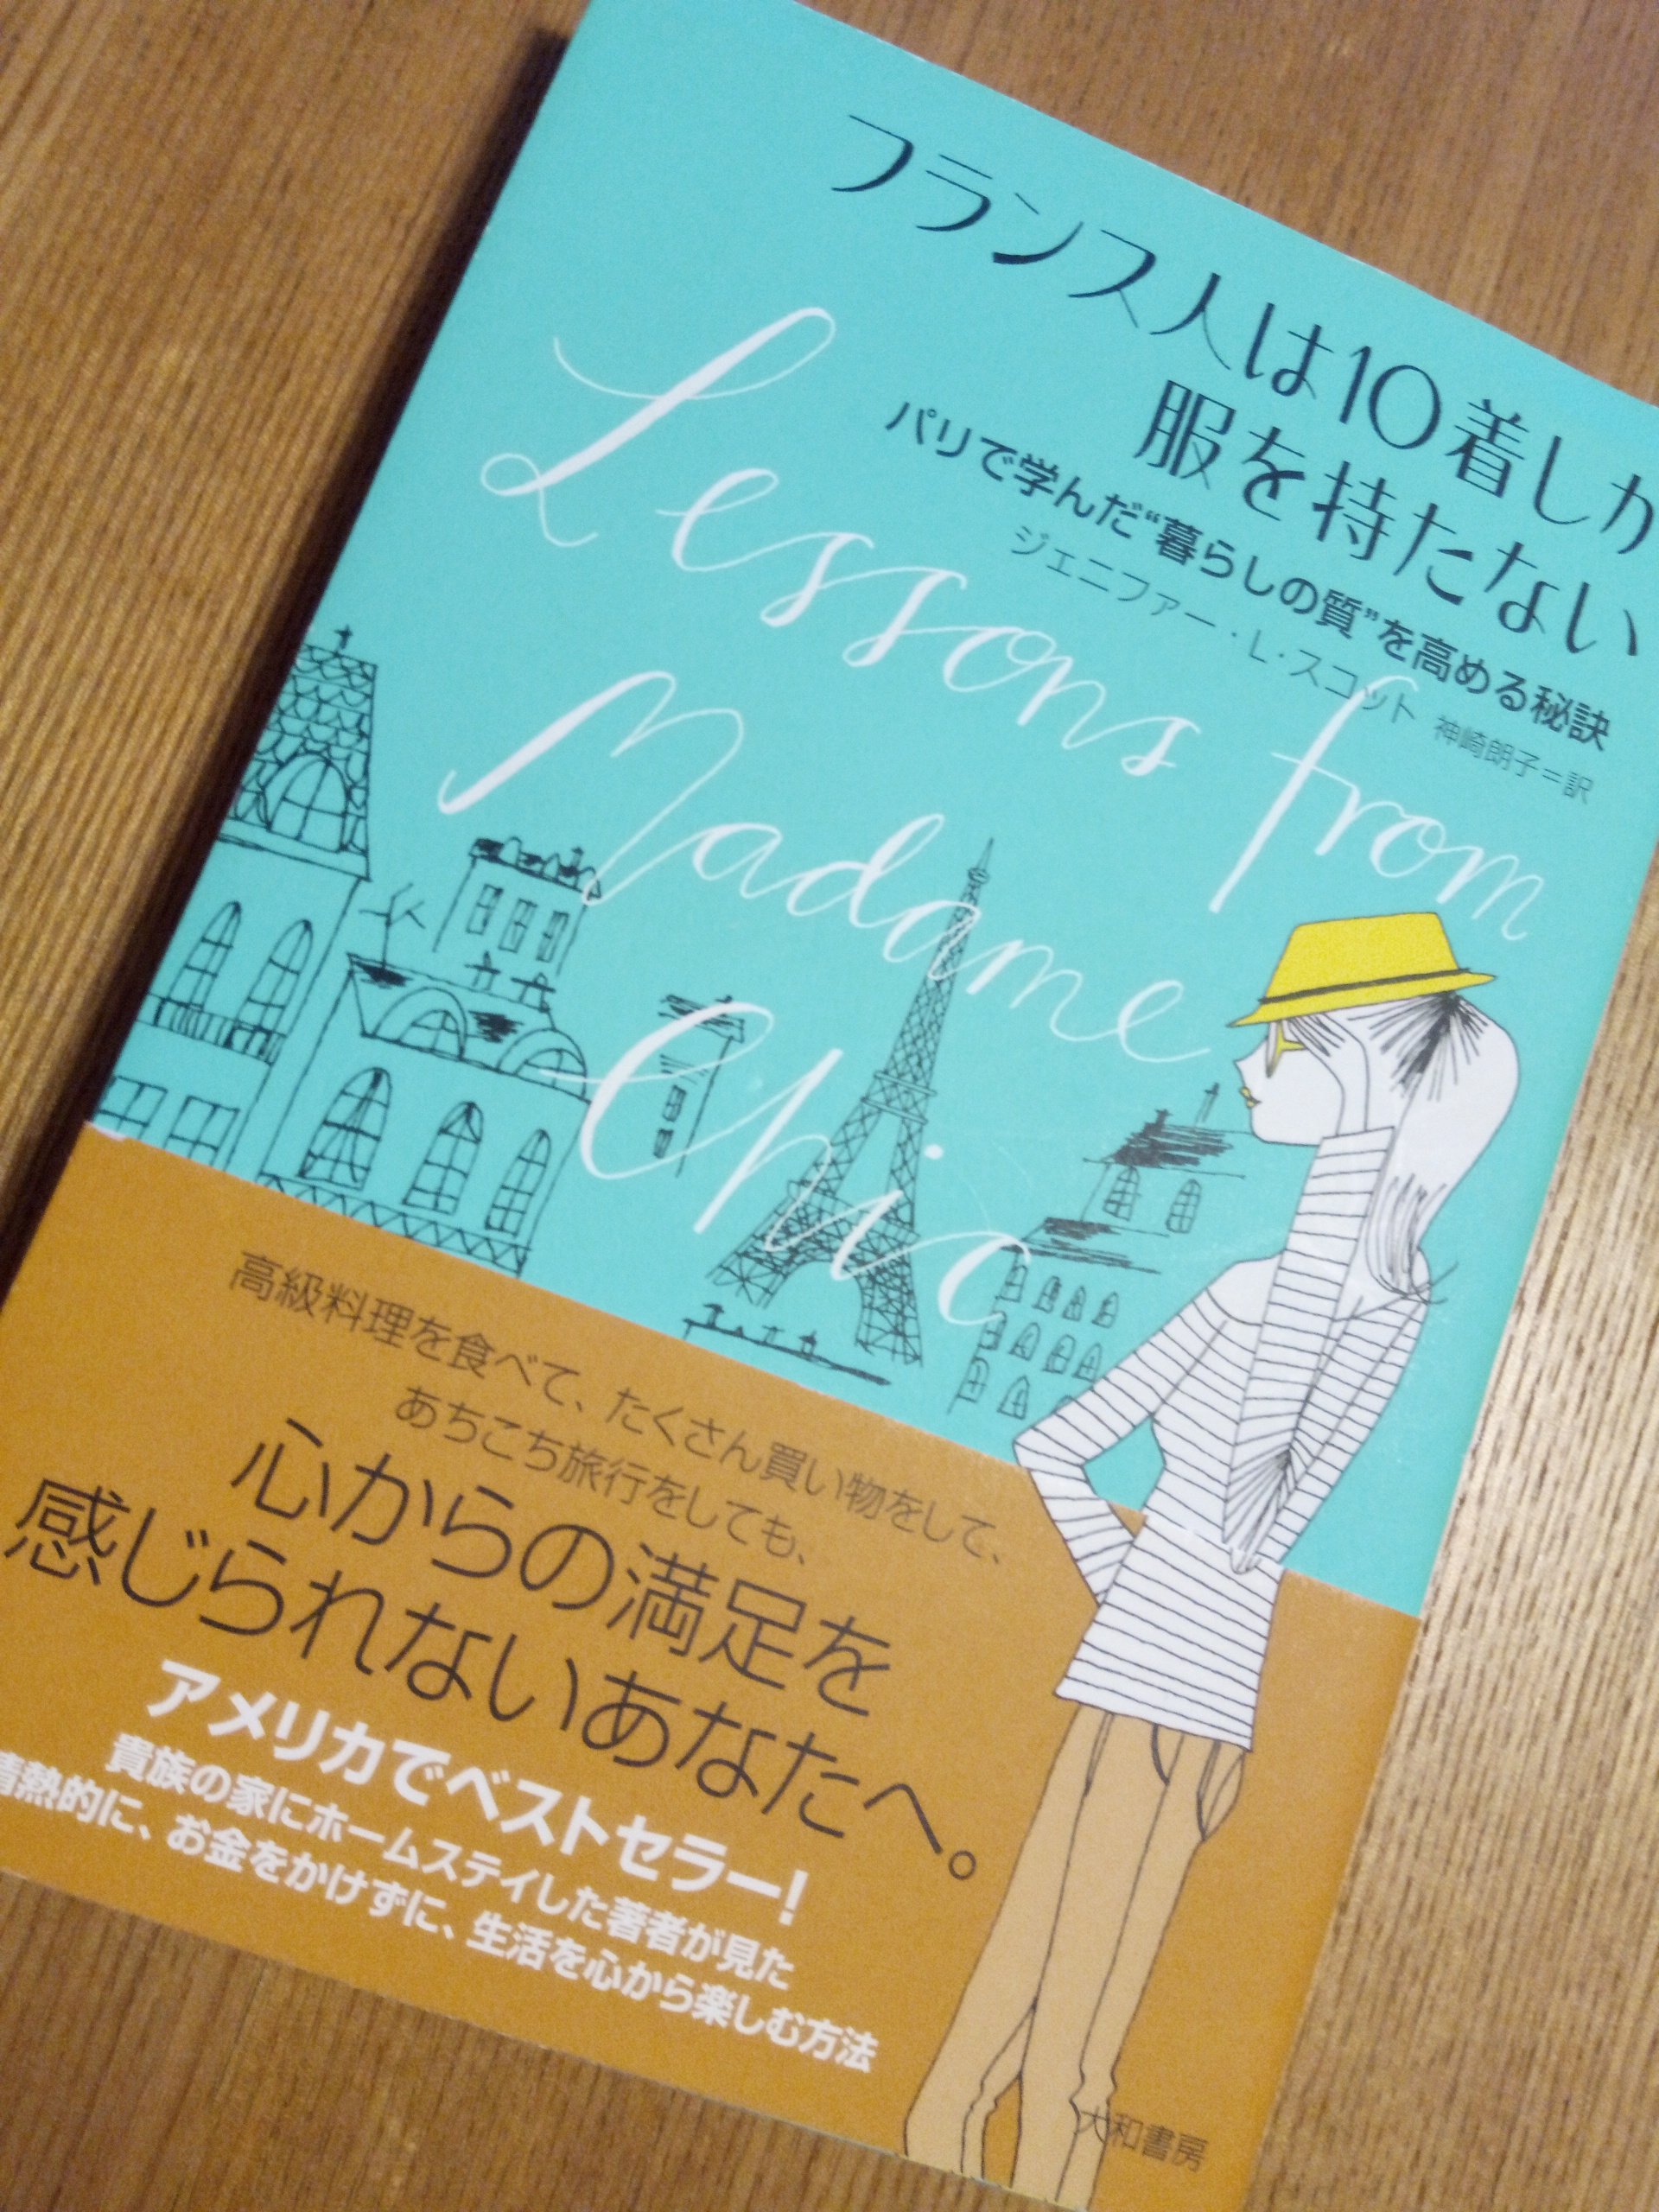 フランス人は10着しか
服を持たない
パリで学んだ“暮らしの質”を高める秘訣
ジェニファー・L・スコット 神崎朗子=訳
Lessons from
Madame
Chic
高級料理を食べて、たくさん買い物をして、
あちこち旅行をしても、
心からの満足を
感じられないあなたへ。
アメリカでベストセラー!
貴族の家にホームステイした著者が見た
情熱的に、お金をかけずに、生活を心から楽しむ方法
大和書房